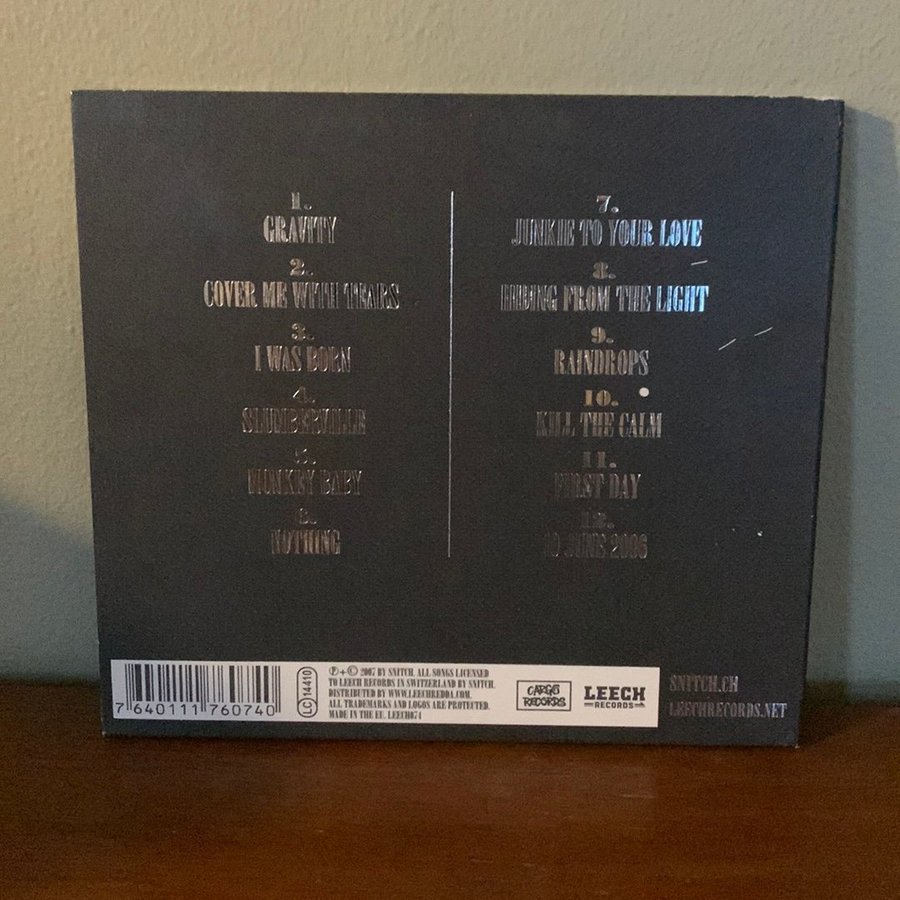 1.
GRAVITY
2.
COVER ME WITH TEARS
3.
I WAS BORN
4.
SLUMBERVILLE
5.
MONKEY BABY
6.
NOTHING
7.
JUNKIE TO YOUR LOVE
8.
HIDING FROM THE LIGHT
9.
RAINDROPS
10.
KILL THE CALM
11.
FIRST DAY
12.
JUNE 2006
7 640111 760740
LC 14410
℗+© 2007 BY SNITCH. ALL SONGS LICENSED
TO LEECH RECORDS IN SWITZERLAND BY SNITCH.
DISTRIBUTED BY WWW.LEECHREDDA.COM.
ALL TRADEMARKS AND LOGOS ARE PROTECTED.
MADE IN THE EU. LEECH074
CARGO
RECORDS
LEECH
RECORDS
SNITCH.CH
LEECHRECORDS.NET